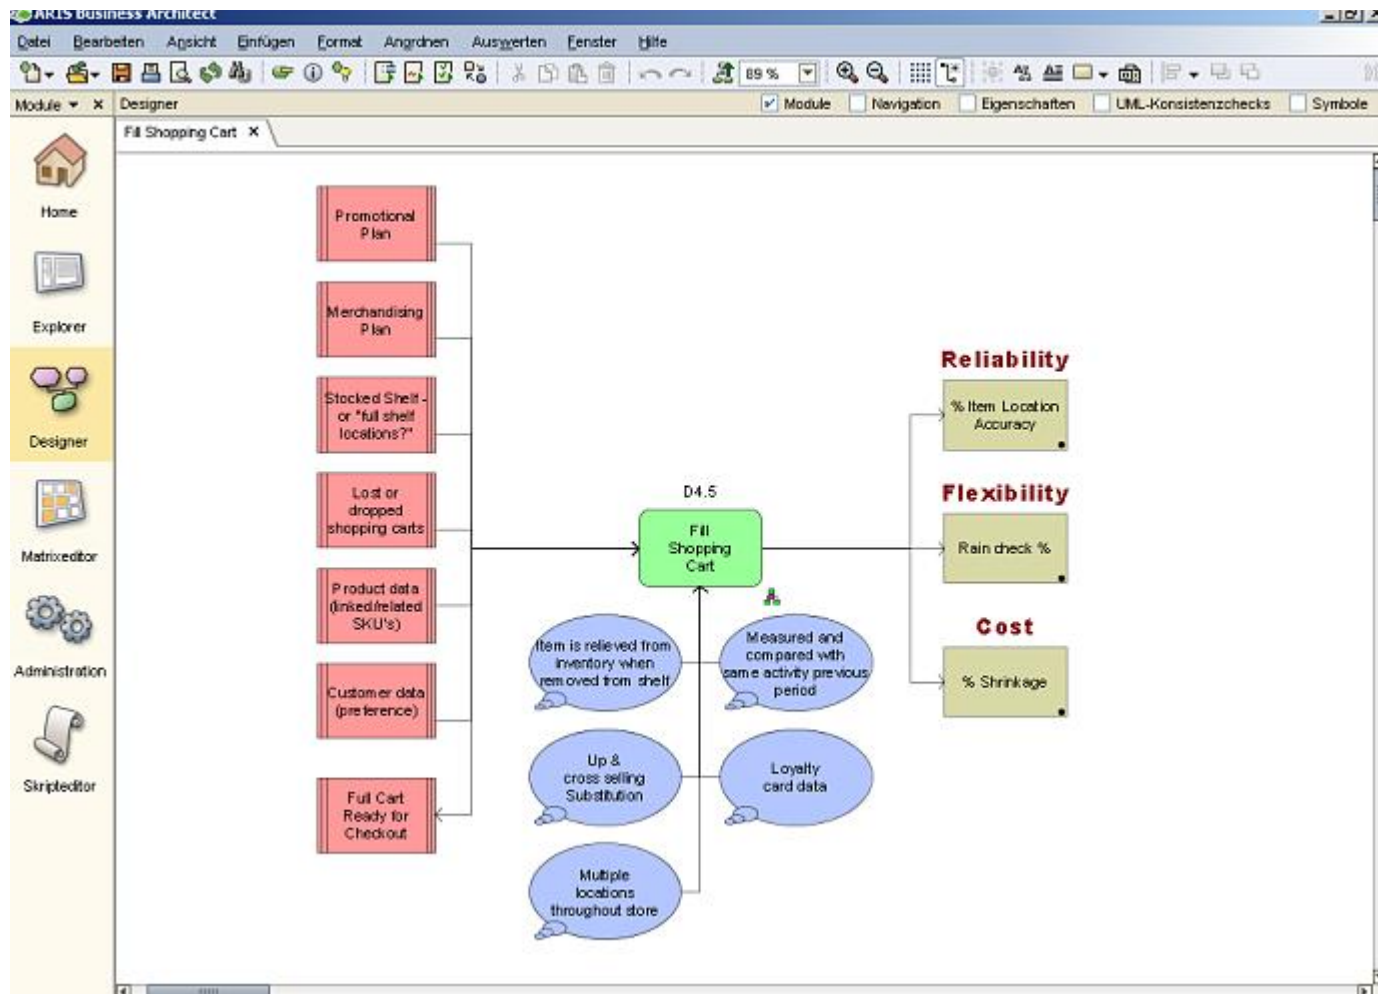 ARIS Business Architect
Datei Bearbeiten Ansicht Einfügen Format Angrdnen Auswerten Fenster Hilfe
89 %
Module Designer Module Navigation Eigenschaften UML-Konsistenzchecks Symbole
Fill Shopping Cart
Home
Explorer
Designer
Matrixeditor
Administration
Skripteditor
Promotional
Plan
Merchandising
Plan
Stocked Shelf -
or "full shelf
locations?"
Lost or
dropped
shopping carts
Product data
(linked/related
SKU's)
Customer data
(preference)
Full Cart
Ready for
Checkout
D4.5
Fill
Shopping
Cart
Item is relieved from
inventory when
removed from shelf
Measured and
compared with
same activity previous
period
Up &
cross selling
Substitution
Loyalty
card data
Multiple
locations
throughout store
Reliability
% Item Location
Accuracy
Flexibility
Rain check %
Cost
% Shrinkage